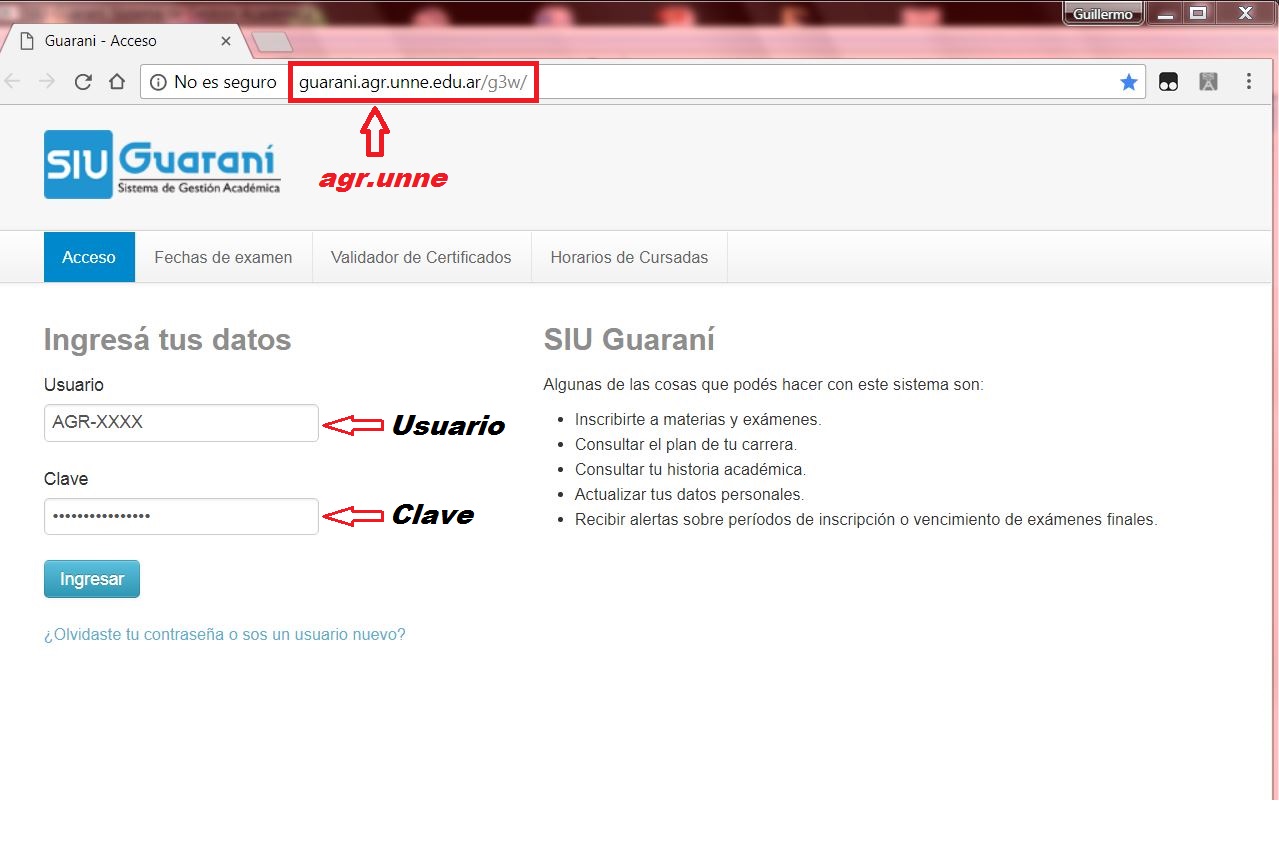 Guillermo
Guarani - Acceso
No es seguro guarani.agr.unne.edu.ar/g3w/
SIU Guaraní
Sistema de Gestión Académica
agr.unne
Acceso Fechas de examen Validador de Certificados Horarios de Cursadas
Ingresá tus datos
Usuario
AGR-XXXX
Usuario
Clave
••••••••••••••••
Clave
Ingresar
¿Olvidaste tu contraseña o sos un usuario nuevo?
SIU Guaraní
Algunas de las cosas que podés hacer con este sistema son:
• Inscribirte a materias y exámenes.
• Consultar el plan de tu carrera.
• Consultar tu historia académica.
• Actualizar tus datos personales.
• Recibir alertas sobre períodos de inscripción o vencimiento de exámenes finales.